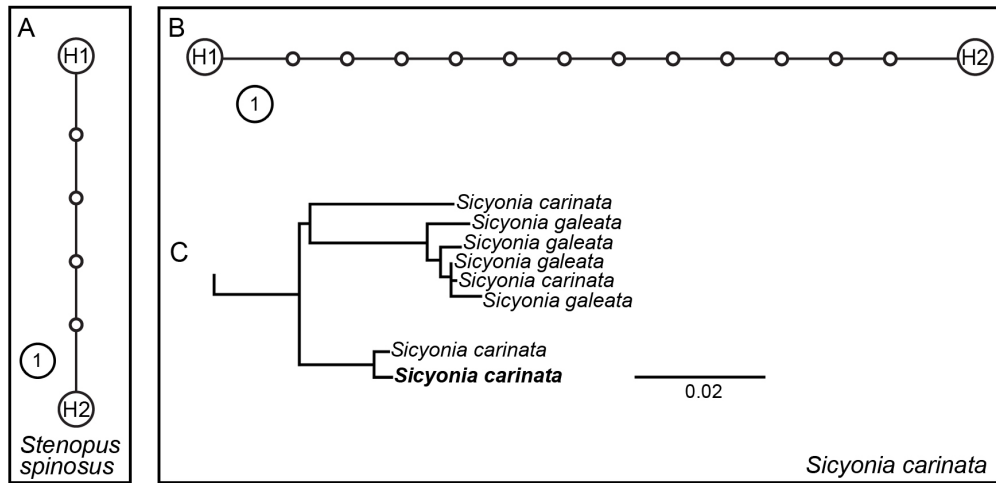 A
H1
1
H2
Stenopus
spinosus
B
H1
H2
1
C
Sicyonia carinata
Sicyonia galeata
Sicyonia galeata
Sicyonia galeata
Sicyonia carinata
Sicyonia galeata
Sicyonia carinata
Sicyonia carinata
0.02
Sicyonia carinata